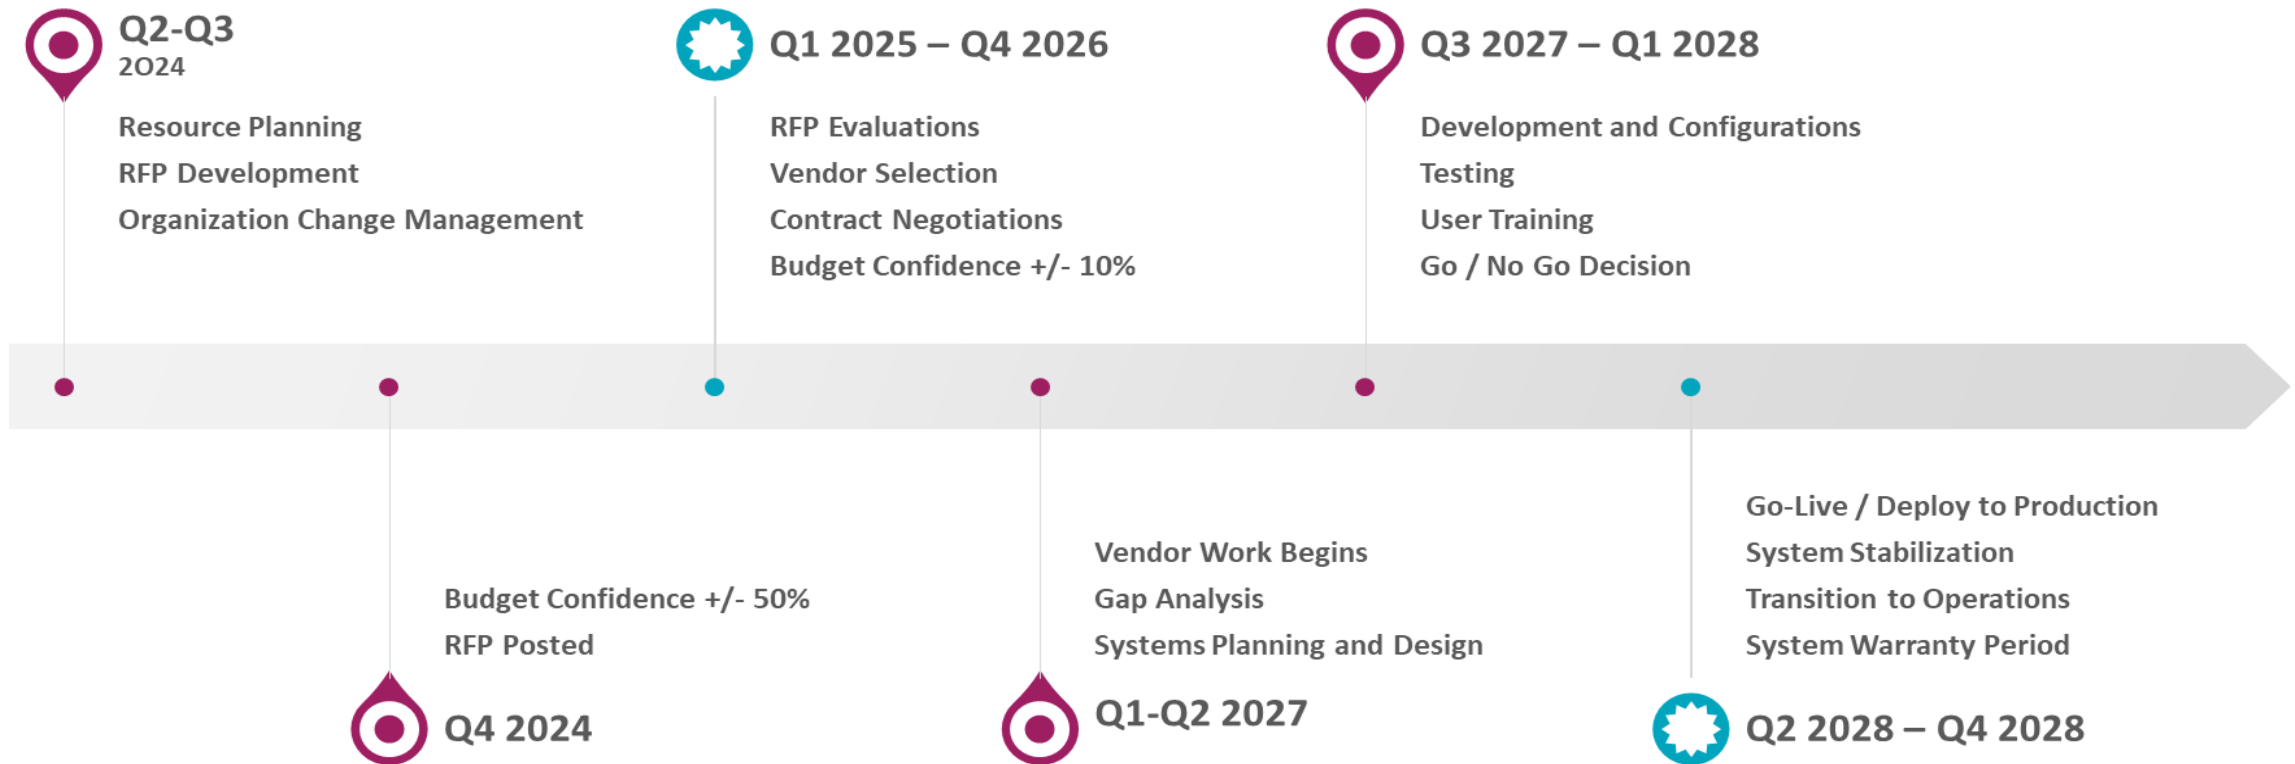 Q2-Q3
2024
Resource Planning
RFP Development
Organization Change Management
Budget Confidence +/- 50%
RFP Posted
Q4 2024
Q1 2025 – Q4 2026
RFP Evaluations
Vendor Selection
Contract Negotiations
Budget Confidence +/- 10%
Vendor Work Begins
Gap Analysis
Systems Planning and Design
Q1-Q2 2027
Q3 2027 – Q1 2028
Development and Configurations
Testing
User Training
Go / No Go Decision
Go-Live / Deploy to Production
System Stabilization
Transition to Operations
System Warranty Period
Q2 2028 – Q4 2028